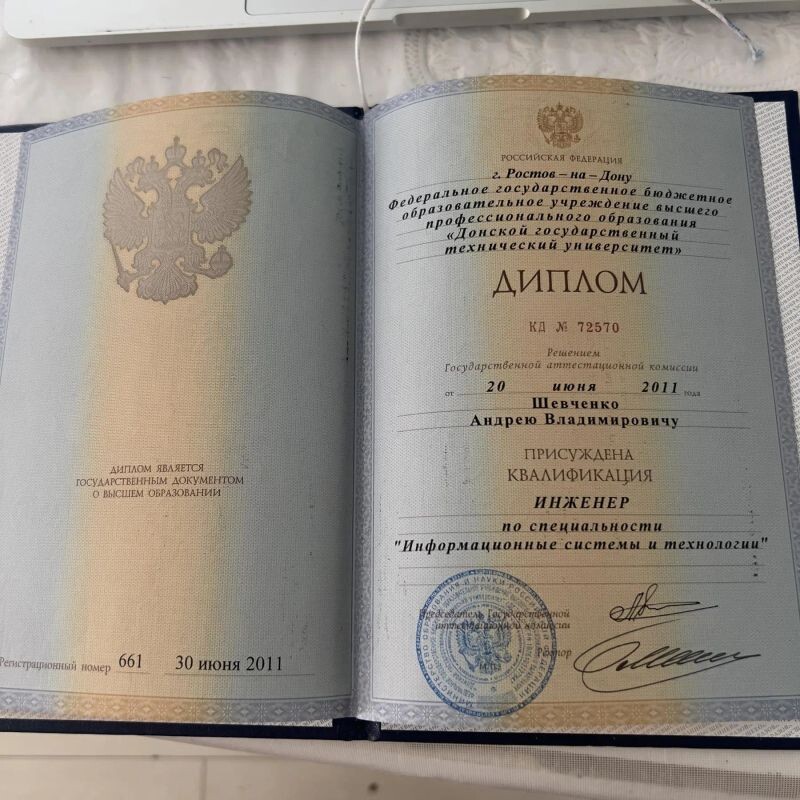 ДИПЛОМ ЯВЛЯЕТСЯ
ГОСУДАРСТВЕННЫМ ДОКУМЕНТОМ
О ВЫСШЕМ ОБРАЗОВАНИИ
Регистрационный номер 661 30 июня 2011
РОССИЙСКАЯ ФЕДЕРАЦИЯ
г. Ростов – на – Дону
Федеральное государственное бюджетное
образовательное учреждение высшего
профессионального образования
«Донской государственный
технический университет»
ДИПЛОМ
КД № 72570
Решением
Государственной аттестационной комиссии
от 20 июня 2011 года
Шевченко
Андрею Владимировичу
ПРИСУЖДЕНА
КВАЛИФИКАЦИЯ
ИНЖЕНЕР
по специальности
"Информационные системы и технологии"
Председатель Государственной
аттестационной комиссии
Ректор